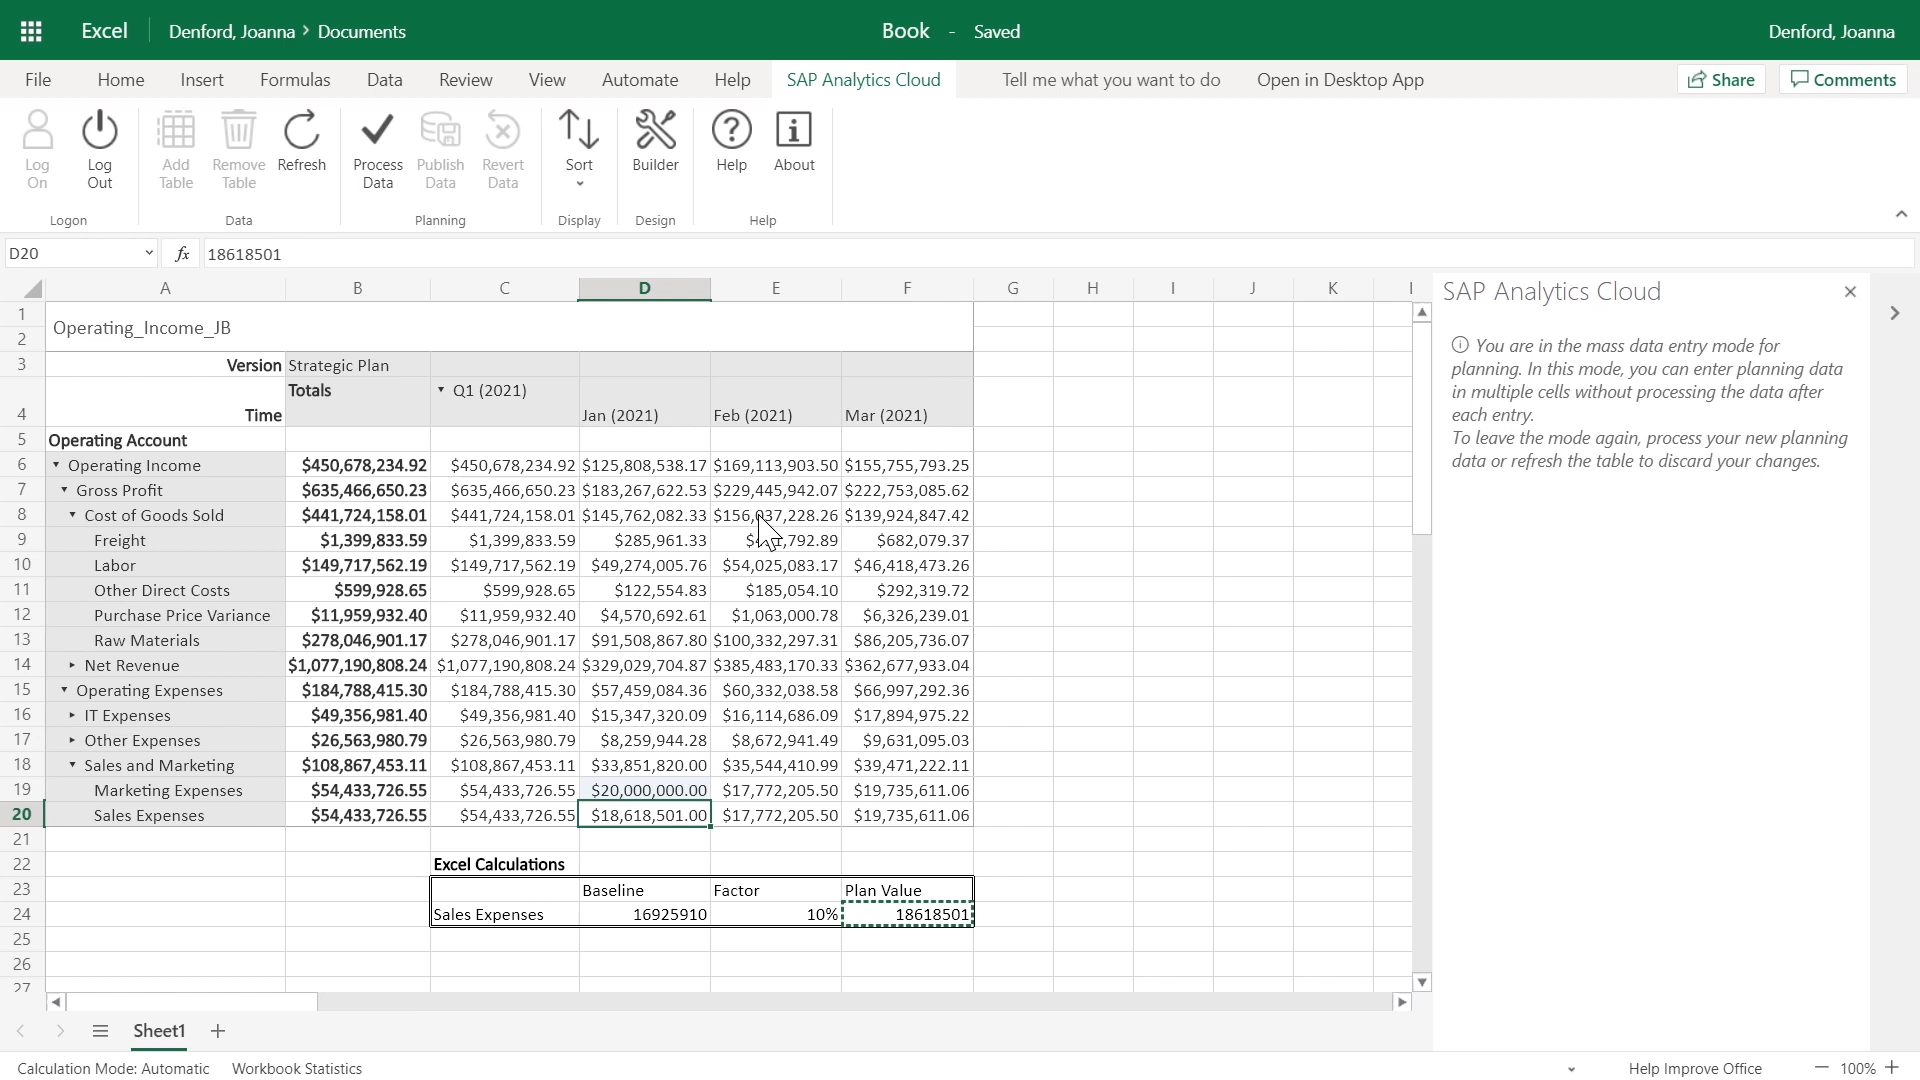 Excel Denford, Joanna > Documents Book - Saved Denford, Joanna
File Home Insert Formulas Data Review View Automate Help SAP Analytics Cloud Tell me what you want to do Open in Desktop App Share Comments
Log On
Log Out
Add Table
Remove Table
Refresh
Process Data
Publish Data
Revert Data
Sort
Builder
Help
About
Logon Data Planning Display Design Help
D20 fx 18618501
A B C D E F G H I J K
SAP Analytics Cloud
You are in the mass data entry mode for
planning. In this mode, you can enter planning data
in multiple cells without processing the data after
each entry.
To leave the mode again, process your new planning
data or refresh the table to discard your changes.
1
Operating_Income_JB
2
3 Version Strategic Plan
Totals Q1 (2021)
4 Time Jan (2021) Feb (2021) Mar (2021)
5 Operating Account
6 Operating Income $450,678,234.92 $450,678,234.92 $125,808,538.17 $169,113,903.50 $155,755,793.25
7 Gross Profit $635,466,650.23 $635,466,650.23 $183,267,622.53 $229,445,942.07 $222,753,085.62
8 Cost of Goods Sold $441,724,158.01 $441,724,158.01 $145,762,082.33 $156,037,228.26 $139,924,847.42
9 Freight $1,399,833.59 $1,399,833.59 $285,961.33 $682,079.37
10 Labor $149,717,562.19 $149,717,562.19 $49,274,005.76 $54,025,083.17 $46,418,473.26
11 Other Direct Costs $599,928.65 $599,928.65 $122,554.83 $185,054.10 $292,319.72
12 Purchase Price Variance $11,959,932.40 $11,959,932.40 $4,570,692.61 $1,063,000.78 $6,326,239.01
13 Raw Materials $278,046,901.17 $278,046,901.17 $91,508,867.80 $100,332,297.31 $86,205,736.07
14 Net Revenue $1,077,190,808.24 $1,077,190,808.24 $329,029,704.87 $385,483,170.33 $362,677,933.04
15 Operating Expenses $184,788,415.30 $184,788,415.30 $57,459,084.36 $60,332,038.58 $66,997,292.36
16 IT Expenses $49,356,981.40 $49,356,981.40 $15,347,320.09 $16,114,686.09 $17,894,975.22
17 Other Expenses $26,563,980.79 $26,563,980.79 $8,259,944.28 $8,672,941.49 $9,631,095.03
18 Sales and Marketing $108,867,453.11 $108,867,453.11 $33,851,820.00 $35,544,410.99 $39,471,222.11
19 Marketing Expenses $54,433,726.55 $54,433,726.55 $20,000,000.00 $17,772,205.50 $19,735,611.06
20 Sales Expenses $54,433,726.55 $54,433,726.55 $18,618,501.00 $17,772,205.50 $19,735,611.06
21
22 Excel Calculations
23 Baseline Factor Plan Value
24 Sales Expenses 16925910 10% 18618501
25
26
27
Sheet1
Calculation Mode: Automatic Workbook Statistics Help Improve Office 100%